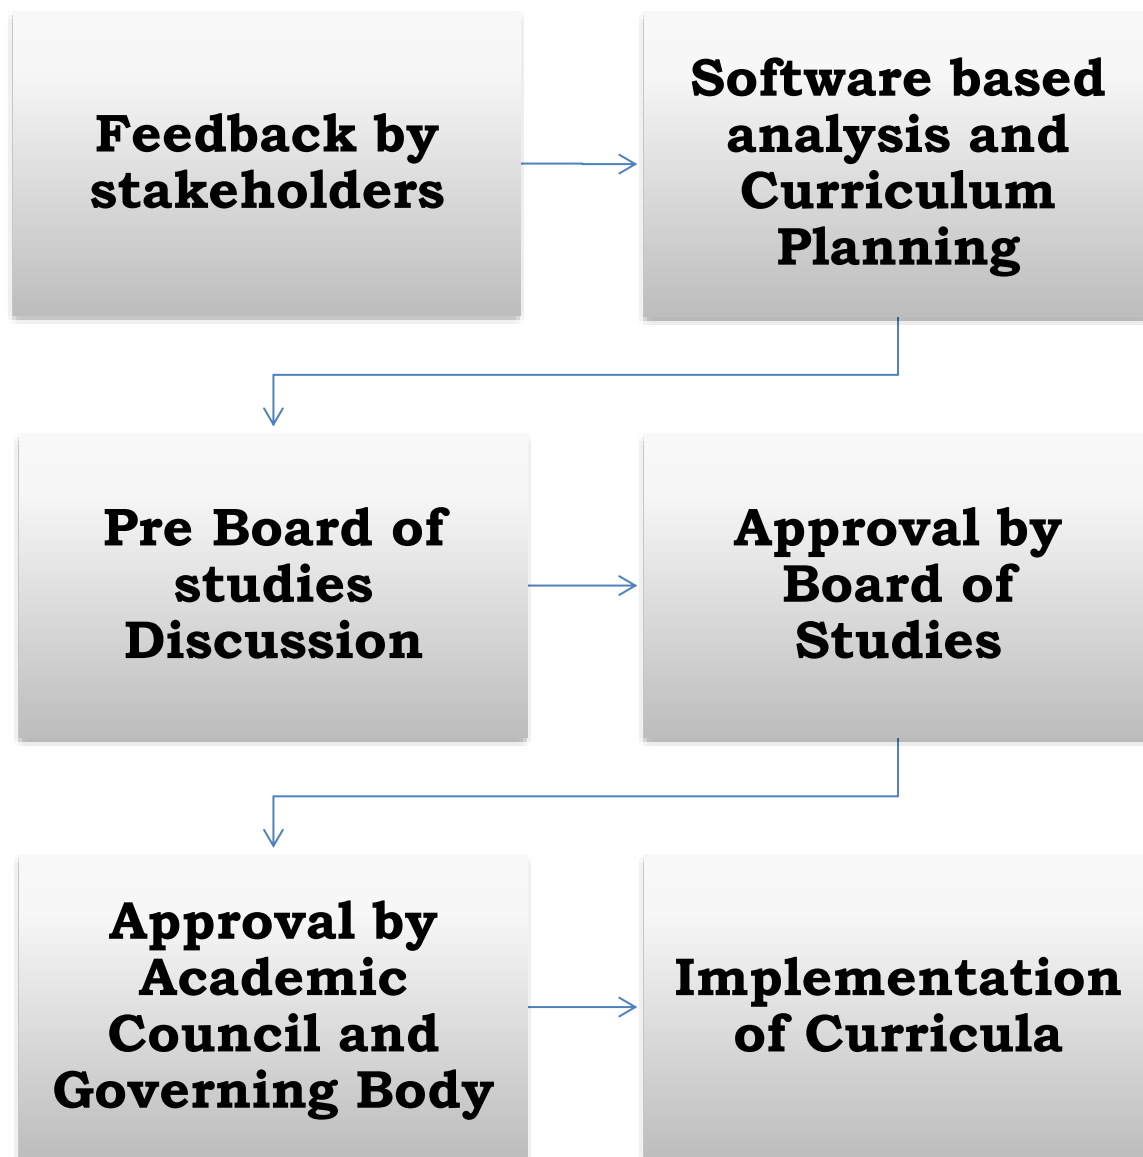 Feedback by
stakeholders
Software based
analysis and
Curriculum
Planning
Pre Board of
studies
Discussion
Approval by
Board of
Studies
Approval by
Academic
Council and
Governing Body
Implementation
of Curricula